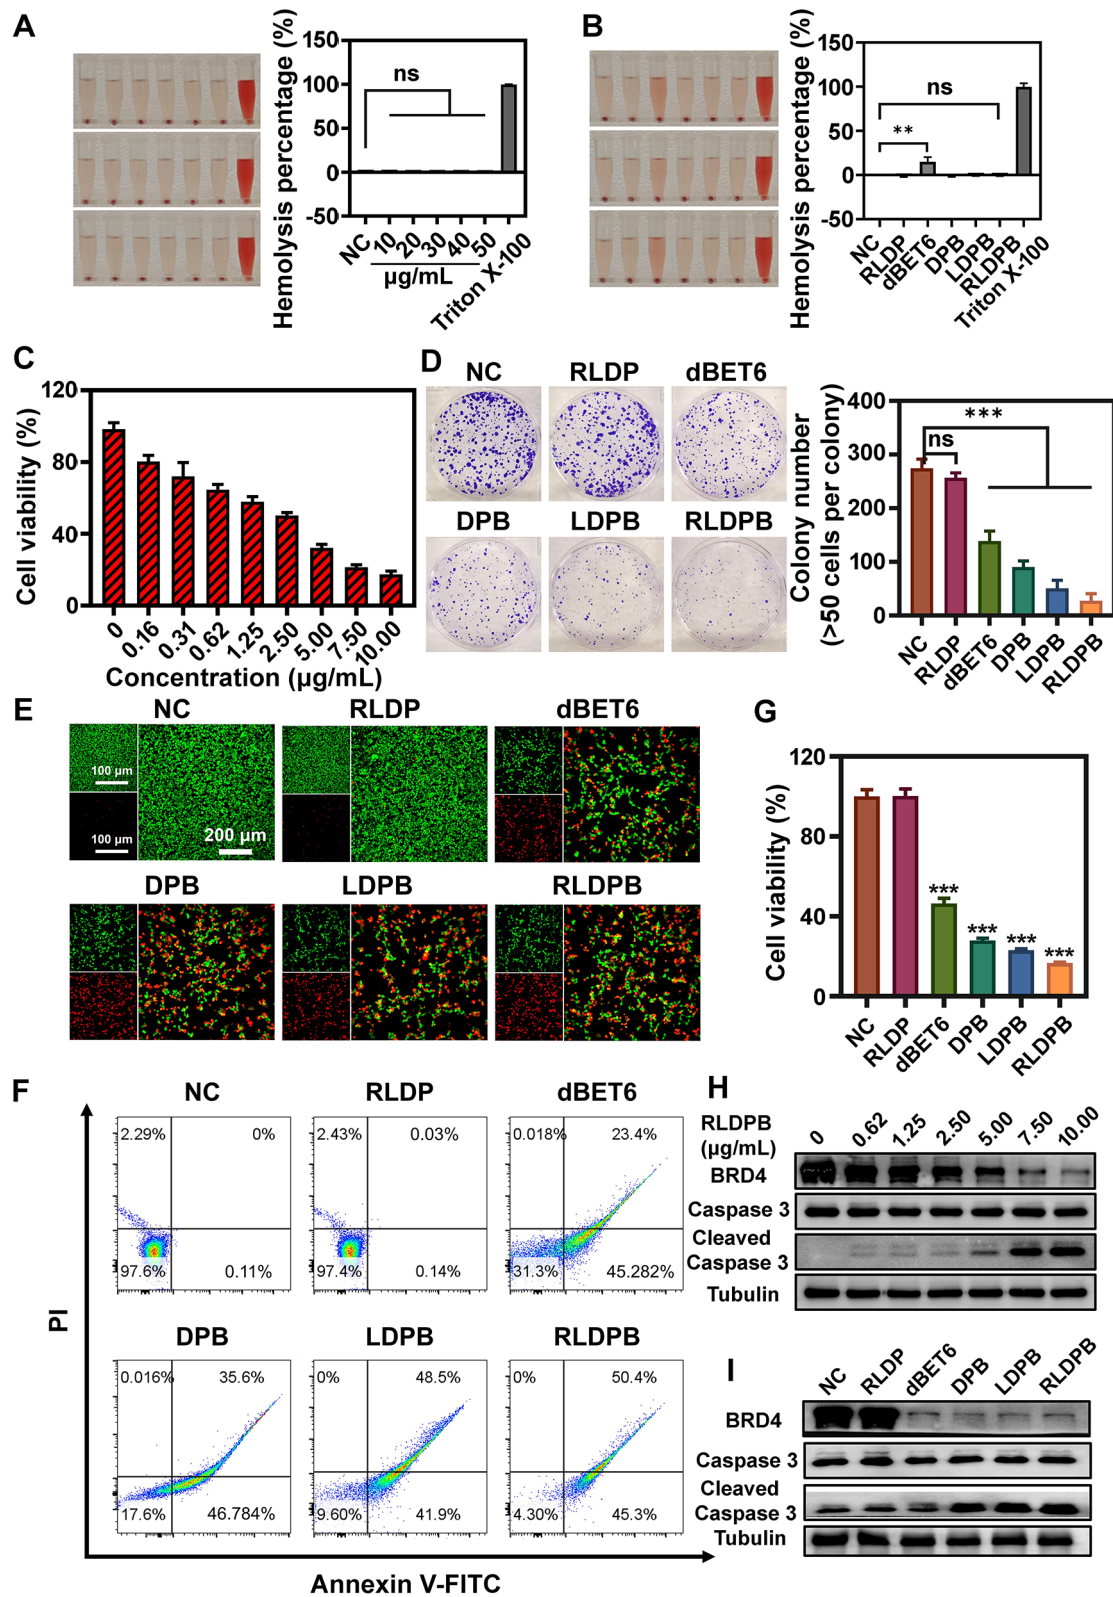 A
Hemolysis percentage (%)
150
100
50
0
-50
ns
NC
10
20
30
40
50
Triton X-100
µg/mL
B
Hemolysis percentage (%)
150
100
50
0
-50
ns
**
NC
RLDP
dBET6
DPB
LDPB
RLDPB
Triton X-100
C
Cell viability (%)
120
80
40
0
0
0.16
0.31
0.62
1.25
2.50
5.00
7.50
10.00
Concentration (µg/mL)
D
NC RLDP dBET6
DPB LDPB RLDPB
Colony number
(>50 cells per colony)
400
300
200
100
0
***
ns
NC
RLDP
dBET6
DPB
LDPB
RLDPB
E
NC RLDP dBET6
100 µm
100 µm
200 µm
DPB LDPB RLDPB
G
Cell viability (%)
120
80
40
0
***
***
***
***
NC
RLDP
dBET6
DPB
LDPB
RLDPB
F
NC RLDP dBET6
2.29% 0% 2.43% 0.03% 0.018% 23.4%
97.6% 0.11% 97.4% 0.14% 31.3% 45.282%
DPB LDPB RLDPB
0.016% 35.6% 0% 48.5% 0% 50.4%
17.6% 46.784% 9.60% 41.9% 4.30% 45.3%
PI
Annexin V-FITC
H
RLDPB
(µg/mL)
0 0.62 1.25 2.50 5.00 7.50 10.00
BRD4
Caspase 3
Cleaved
Caspase 3
Tubulin
I
NC RLDP dBET6 DPB LDPB RLDPB
BRD4
Caspase 3
Cleaved
Caspase 3
Tubulin